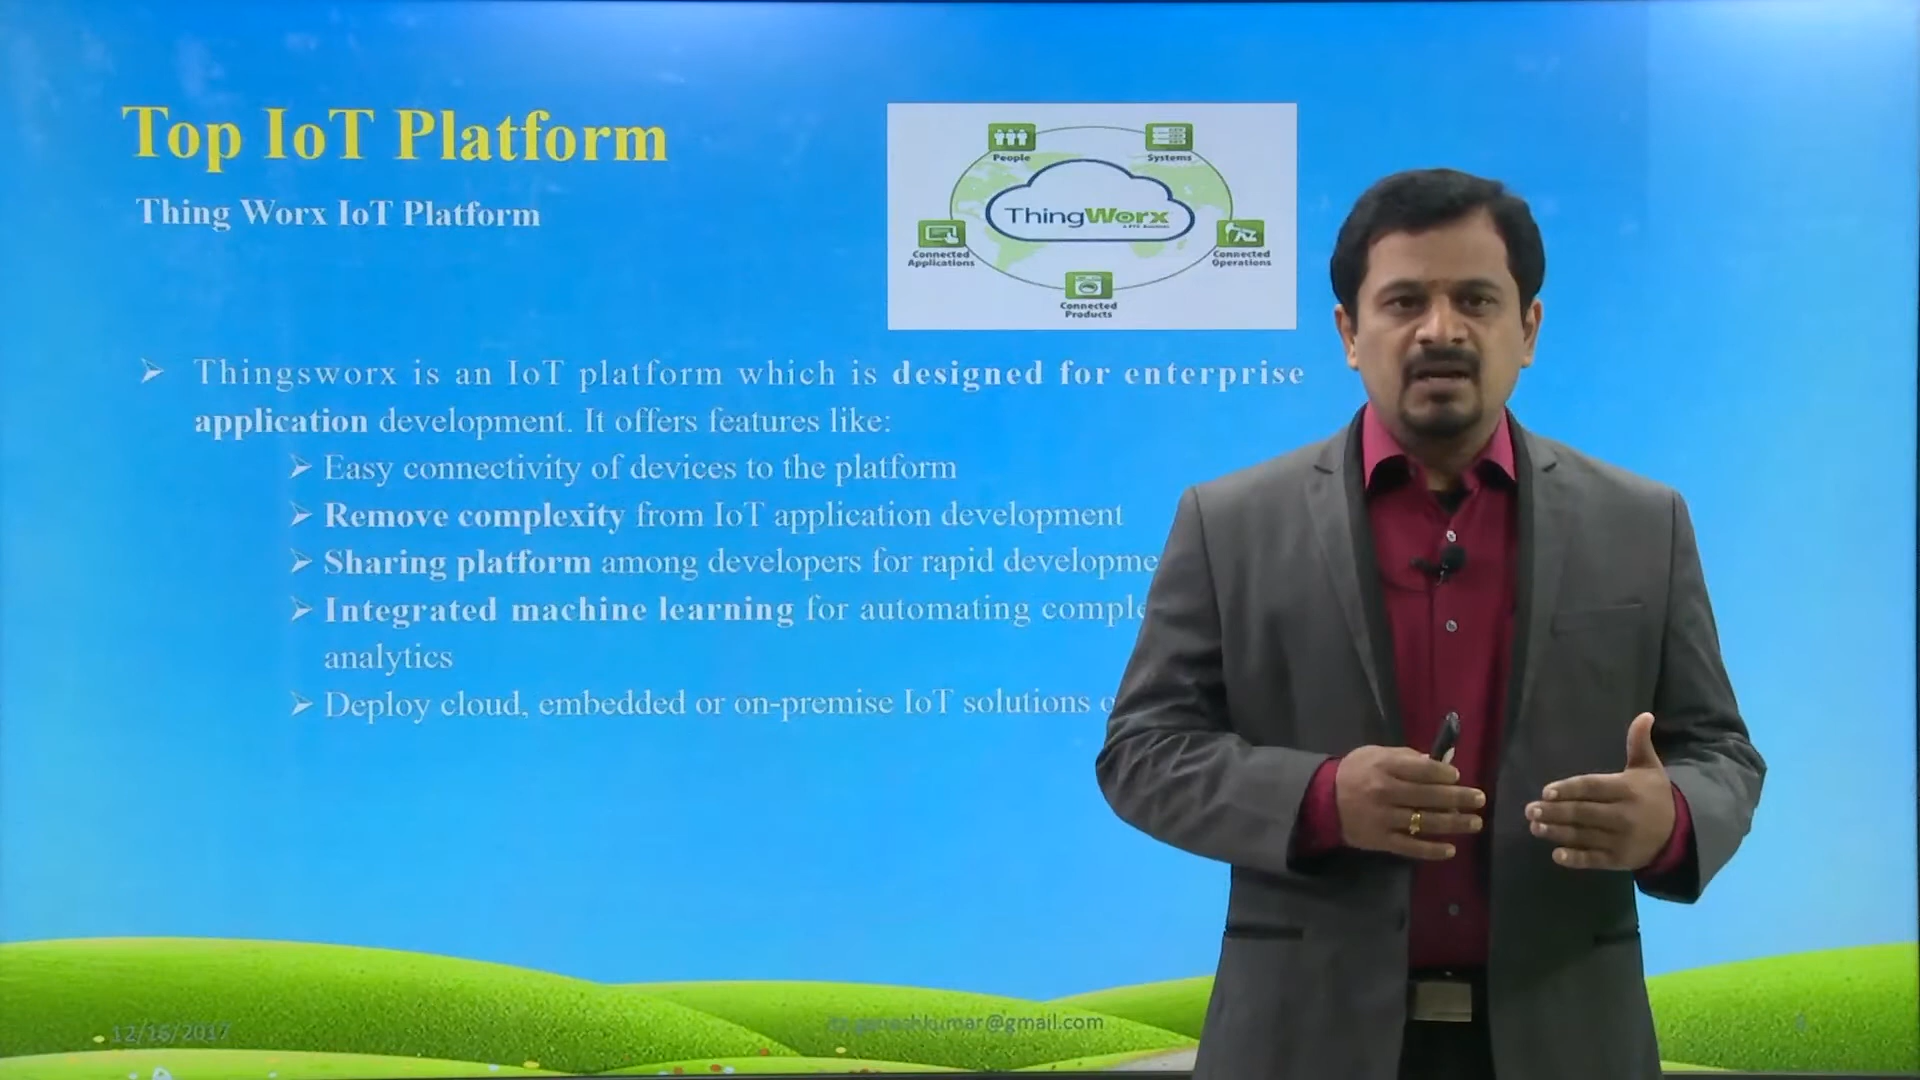 Top IoT Platform
Thing Worx IoT Platform
People
Systems
ThingWorx
Connected
Applications
Connected
Operations
Connected
Products
➢ Thingsworx is an IoT platform which is designed for enterprise
application development. It offers features like:
➢ Easy connectivity of devices to the platform
➢ Remove complexity from IoT application development
➢ Sharing platform among developers for rapid
➢ Integrated machine learning for automating
analytics
➢ Deploy cloud, embedded or on-premise IoT solutions
12/16/2017